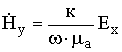 Ḣy = к / (ω · μa) Ex